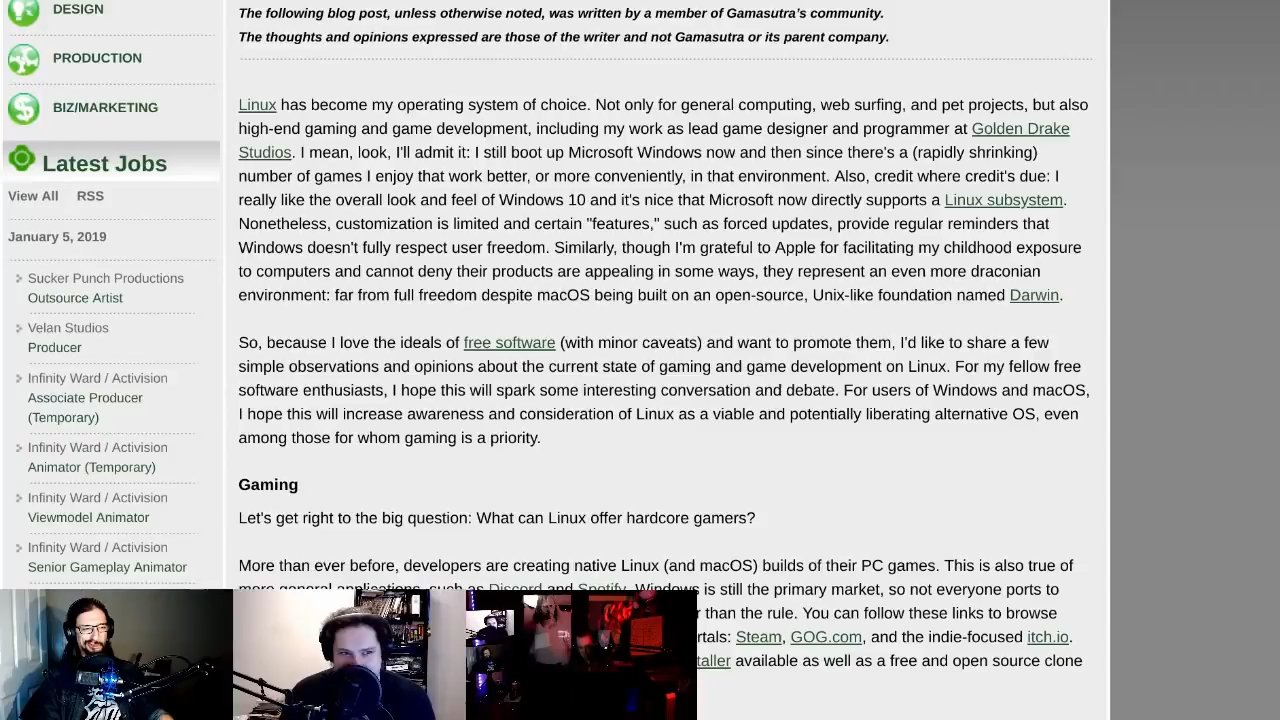 DESIGN
PRODUCTION
BIZ/MARKETING
Latest Jobs
View All RSS
January 5, 2019
Sucker Punch Productions
Outsource Artist
Velan Studios
Producer
Infinity Ward / Activision
Associate Producer
(Temporary)
Infinity Ward / Activision
Animator (Temporary)
Infinity Ward / Activision
Viewmodel Animator
Infinity Ward / Activision
Senior Gameplay Animator
The following blog post, unless otherwise noted, was written by a member of Gamasutra's community.
The thoughts and opinions expressed are those of the writer and not Gamasutra or its parent company.
Linux has become my operating system of choice. Not only for general computing, web surfing, and pet projects, but also
high-end gaming and game development, including my work as lead game designer and programmer at Golden Drake
Studios. I mean, look, I'll admit it: I still boot up Microsoft Windows now and then since there's a (rapidly shrinking)
number of games I enjoy that work better, or more conveniently, in that environment. Also, credit where credit's due: I
really like the overall look and feel of Windows 10 and it's nice that Microsoft now directly supports a Linux subsystem.
Nonetheless, customization is limited and certain "features," such as forced updates, provide regular reminders that
Windows doesn't fully respect user freedom. Similarly, though I'm grateful to Apple for facilitating my childhood exposure
to computers and cannot deny their products are appealing in some ways, they represent an even more draconian
environment: far from full freedom despite macOS being built on an open-source, Unix-like foundation named Darwin.
So, because I love the ideals of free software (with minor caveats) and want to promote them, I'd like to share a few
simple observations and opinions about the current state of gaming and game development on Linux. For my fellow free
software enthusiasts, I hope this will spark some interesting conversation and debate. For users of Windows and macOS,
I hope this will increase awareness and consideration of Linux as a viable and potentially liberating alternative OS, even
among those for whom gaming is a priority.
Gaming
Let's get right to the big question: What can Linux offer hardcore gamers?
More than ever before, developers are creating native Linux (and macOS) builds of their PC games. This is also true of
more general applications, such as Discord and Spotify. Windows is still the primary market, so not everyone ports to
than the rule. You can follow these links to browse
Steam, GOG.com, and the indie-focused itch.io.
available as well as a free and open source clone